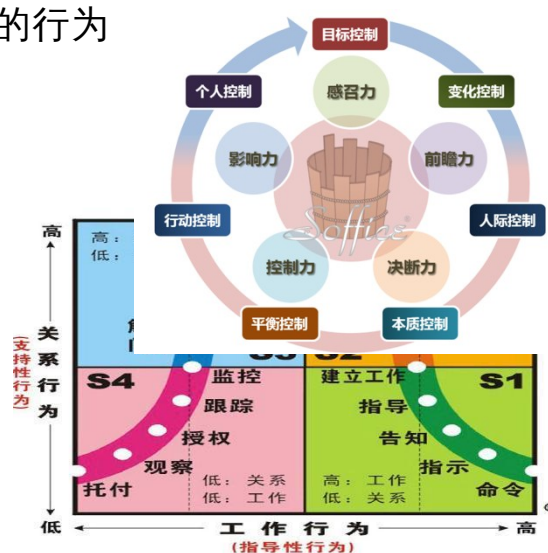 的行为
目标控制
个人控制
感召力
变化控制
影响力
前瞻力
行动控制
Softies
人际控制
控制力
决断力
平衡控制
本质控制
高
高：
低：
关系行为
(支持性行为)
S4
监控
建立工作
S1
跟踪
指导
授权
告知
观察
指示
托付
低：关系
低：工作
高：工作
低：关系
命令
低
工作行为
高
(指导性行为)